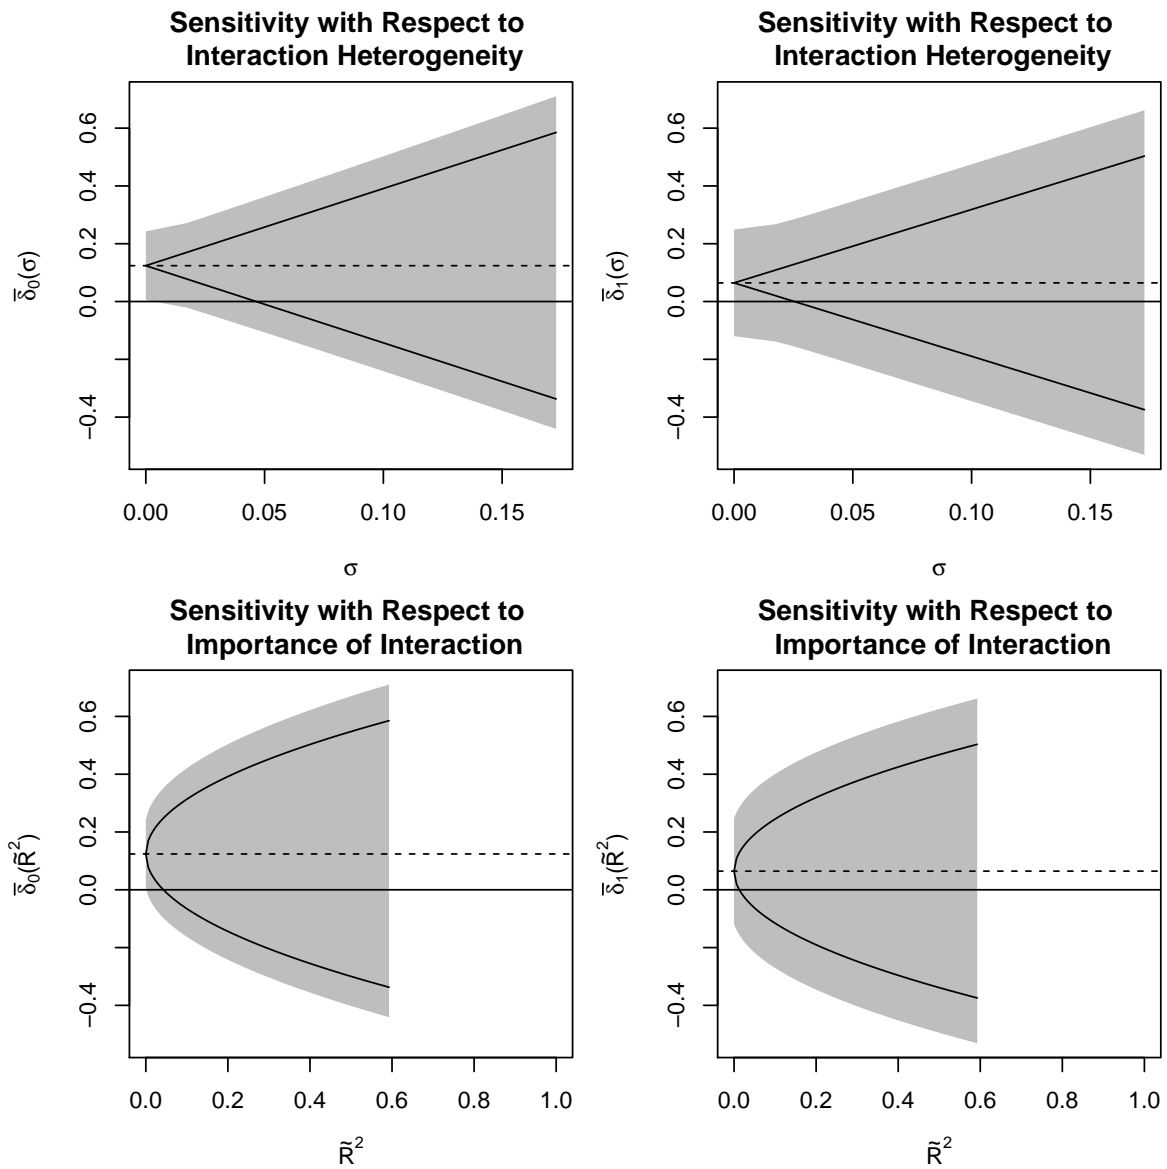 Sensitivity with Respect to
Interaction Heterogeneity
δ̄₀(σ)
0.6
0.4
0.2
0.0
−0.4
0.00 0.05 0.10 0.15
σ
Sensitivity with Respect to
Interaction Heterogeneity
δ̄₁(σ)
0.6
0.4
0.2
0.0
−0.4
0.00 0.05 0.10 0.15
σ
Sensitivity with Respect to
Importance of Interaction
δ̄₀(R̃²)
0.6
0.4
0.2
0.0
−0.4
0.0 0.2 0.4 0.6 0.8 1.0
R̃²
Sensitivity with Respect to
Importance of Interaction
δ̄₁(R̃²)
0.6
0.4
0.2
0.0
−0.4
0.0 0.2 0.4 0.6 0.8 1.0
R̃²